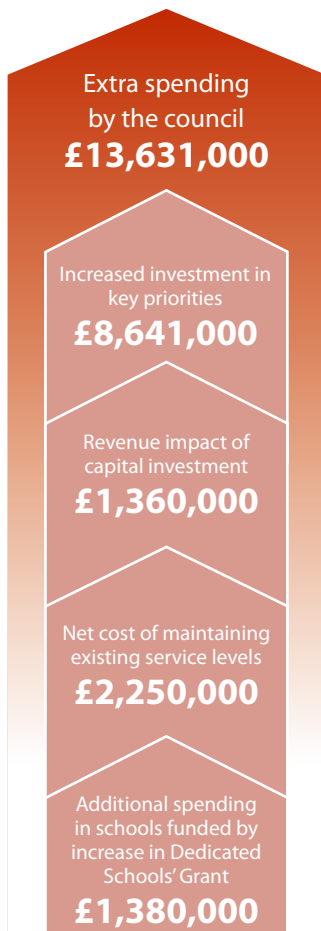 Extra spending
by the council
£13,631,000
Increased investment in
key priorities
£8,641,000
Revenue impact of
capital investment
£1,360,000
Net cost of maintaining
existing service levels
£2,250,000
Additional spending
in schools funded by
increase in Dedicated
Schools’ Grant
£1,380,000